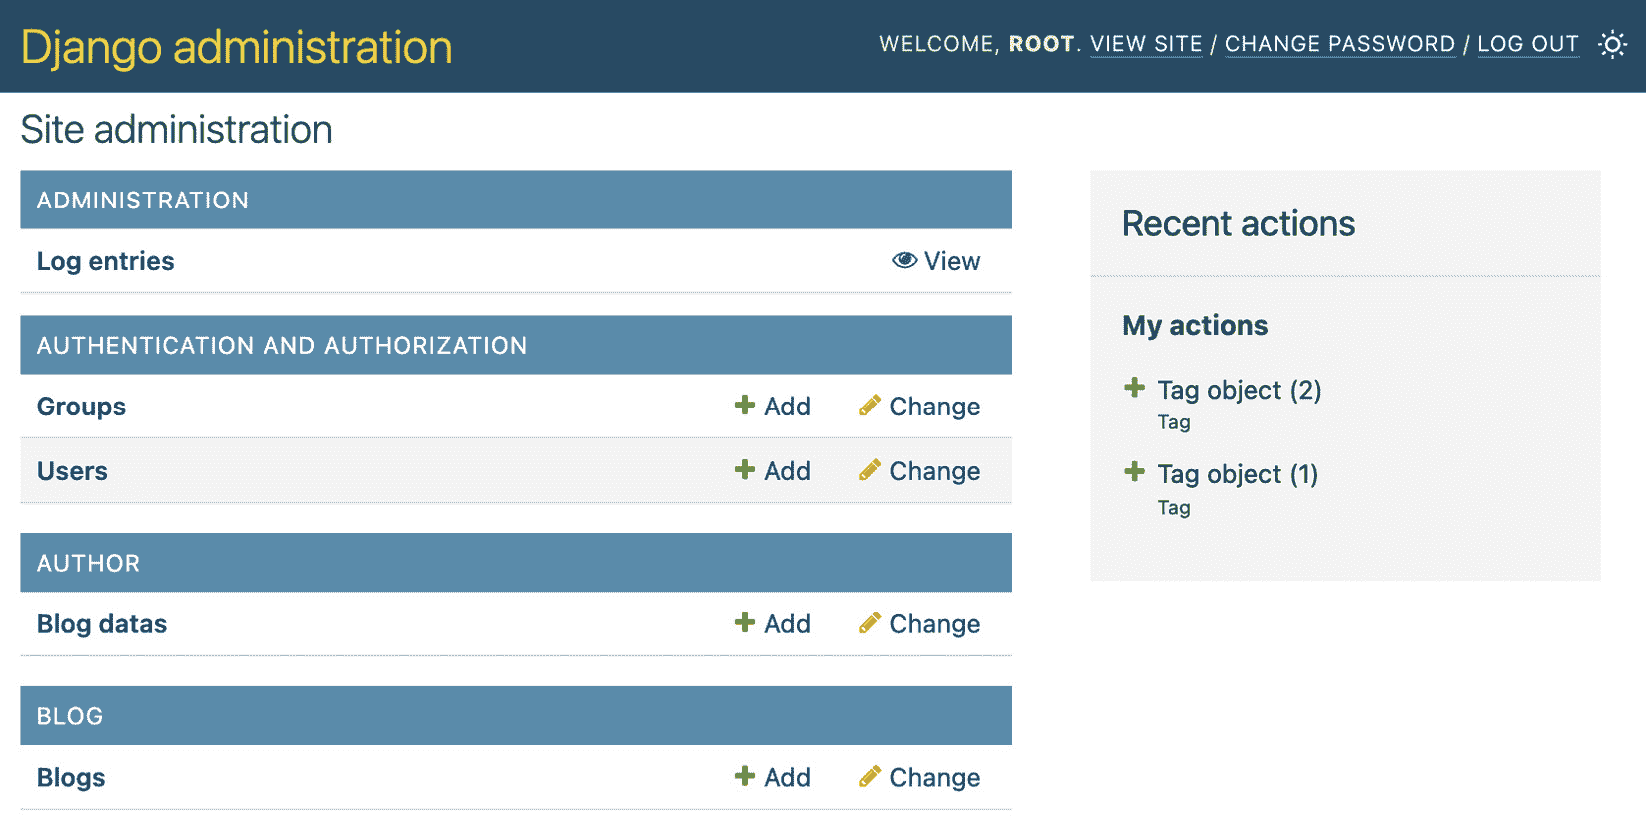 Django administration
WELCOME, ROOT. VIEW SITE / CHANGE PASSWORD / LOG OUT
Site administration
ADMINISTRATION
Log entries View
AUTHENTICATION AND AUTHORIZATION
Groups Add Change
Users Add Change
AUTHOR
Blog datas Add Change
BLOG
Blogs Add Change
Recent actions
My actions
Tag object (2)
Tag
Tag object (1)
Tag